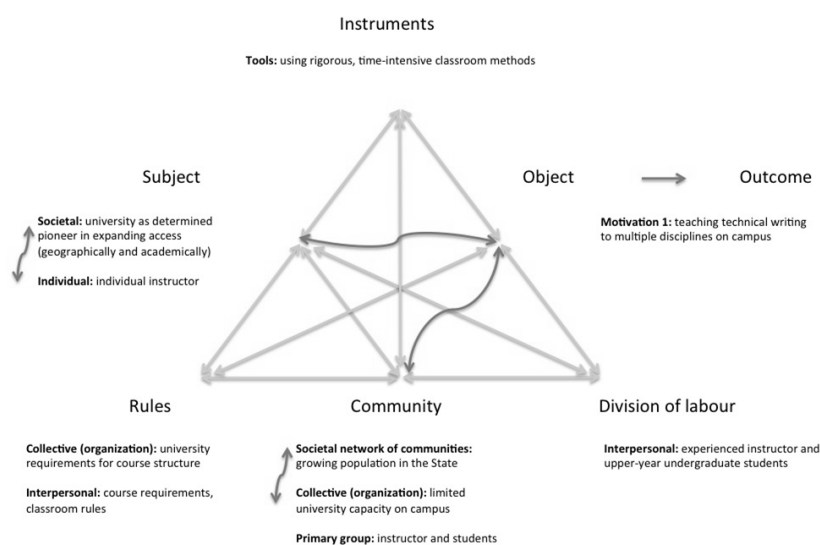 Instruments
Tools: using rigorous, time-intensive classroom methods
Subject
Object
Outcome
Societal: university as determined
pioneer in expanding access
(geographically and academically)
Individual: individual instructor
Motivation 1: teaching technical writing
to multiple disciplines on campus
Rules
Community
Division of labour
Collective (organization): university
requirements for course structure
Interpersonal: course requirements,
classroom rules
Societal network of communities:
growing population in the State
Collective (organization): limited
university capacity on campus
Primary group: instructor and students
Interpersonal: experienced instructor and
upper-year undergraduate students